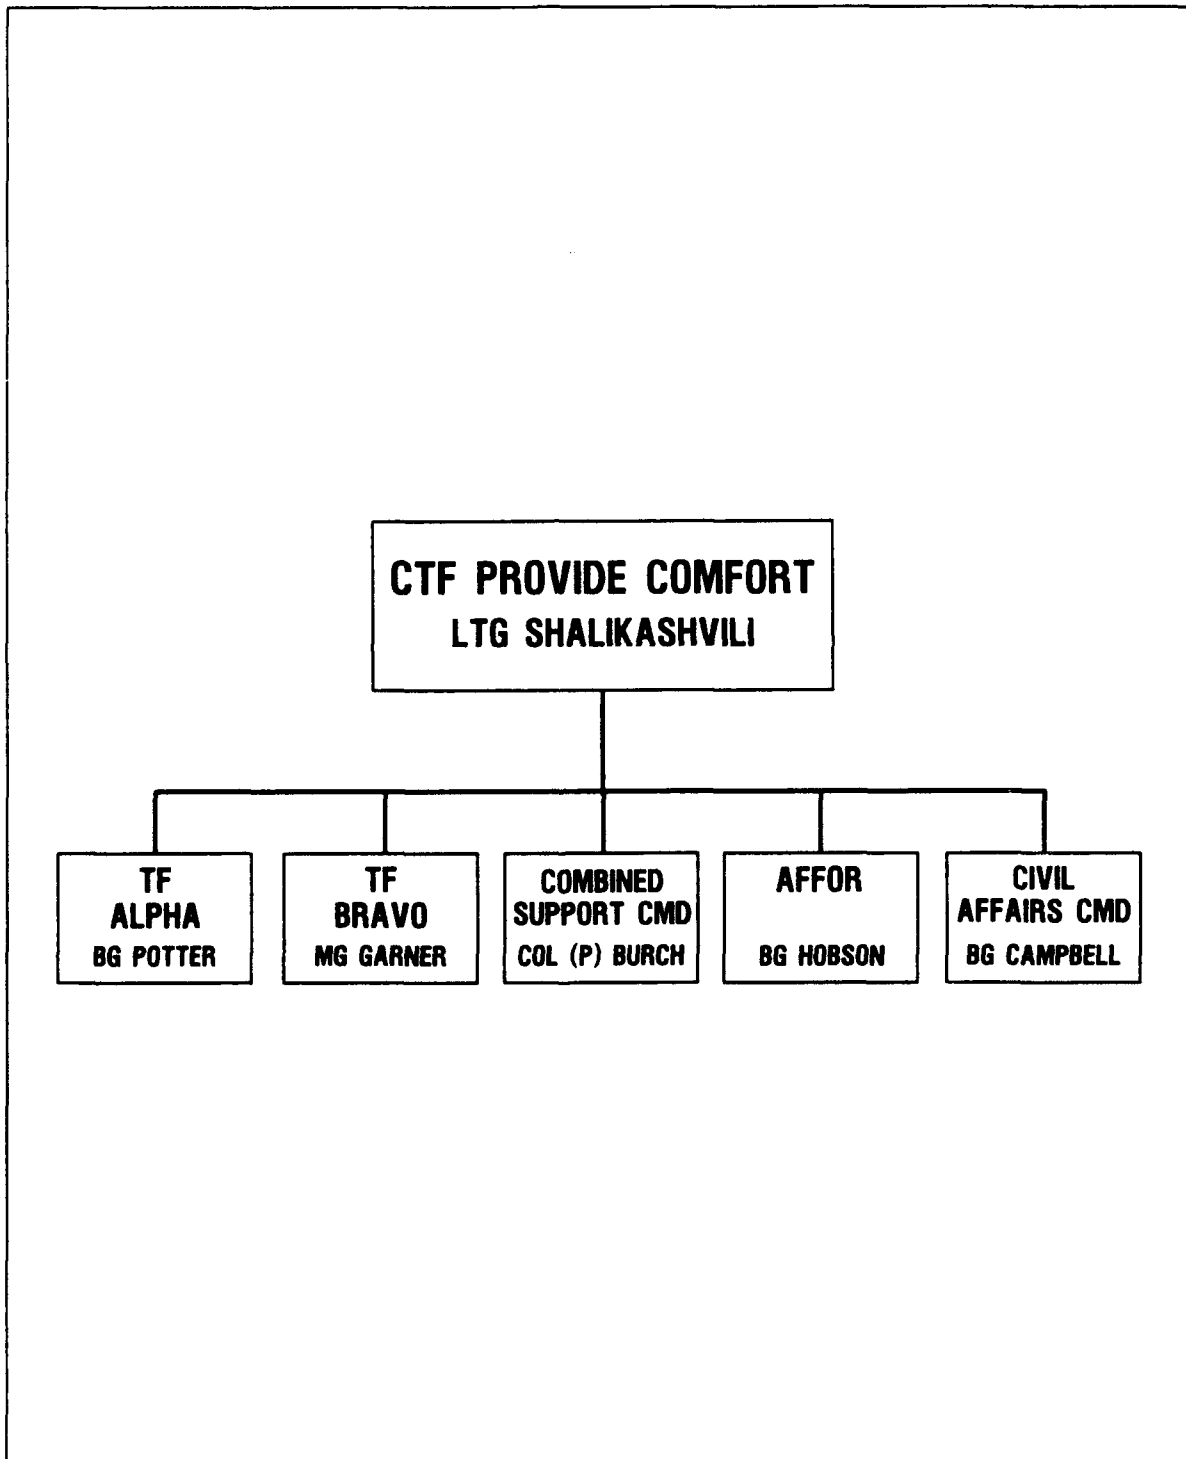 CTF PROVIDE COMFORT
LTG SHALIKASHVILI
TF
ALPHA
BG POTTER
TF
BRAVO
MG GARNER
COMBINED
SUPPORT CMD
COL (P) BURCH
AFFOR
BG HOBSON
CIVIL
AFFAIRS CMD
BG CAMPBELL